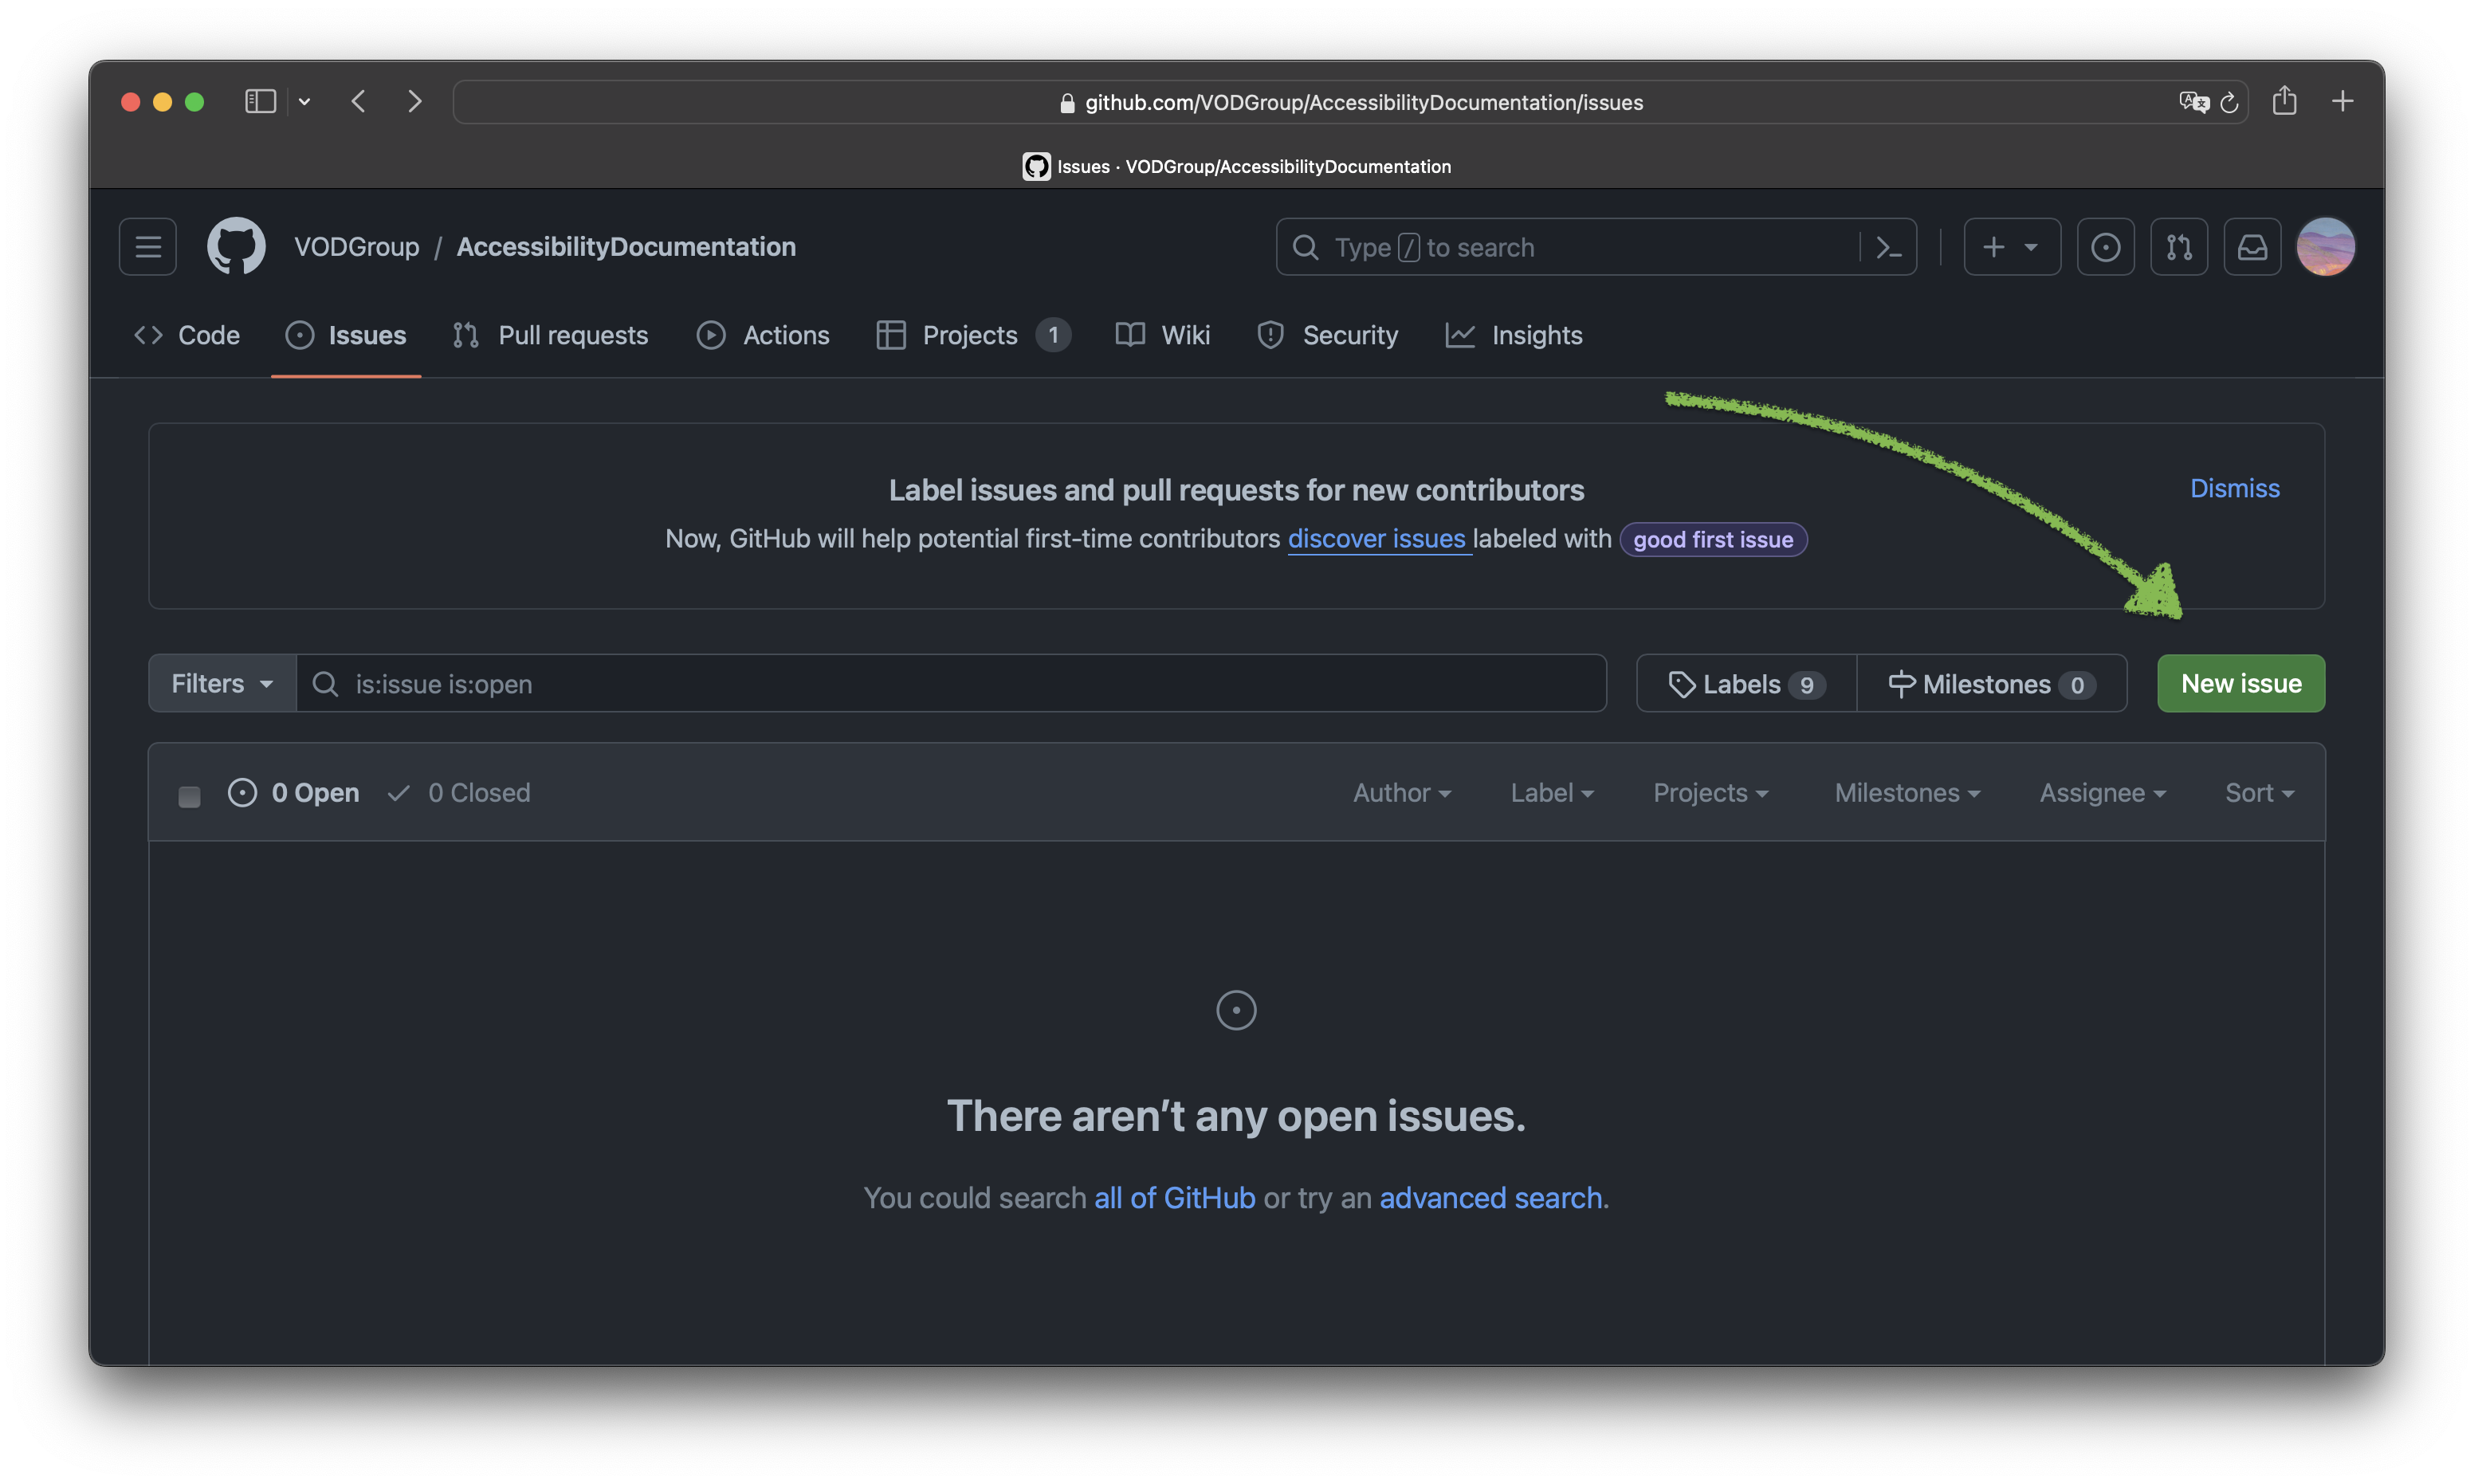 github.com/VODGroup/AccessibilityDocumentation/issues
Issues · VODGroup/AccessibilityDocumentation
VODGroup / AccessibilityDocumentation
Type / to search
Code Issues Pull requests Actions Projects 1 Wiki Security Insights
Label issues and pull requests for new contributors
Dismiss
Now, GitHub will help potential first-time contributors discover issues labeled with good first issue
Filters is:issue is:open Labels 9 Milestones 0 New issue
0 Open 0 Closed Author Label Projects Milestones Assignee Sort
There aren’t any open issues.
You could search all of GitHub or try an advanced search.